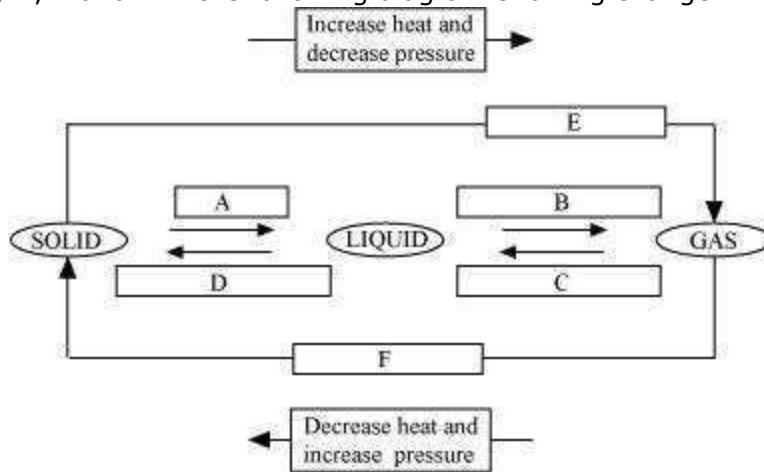 Increase heat and
decrease pressure
E
A
B
SOLID
LIQUID
GAS
D
C
F
Decrease heat and
increase pressure